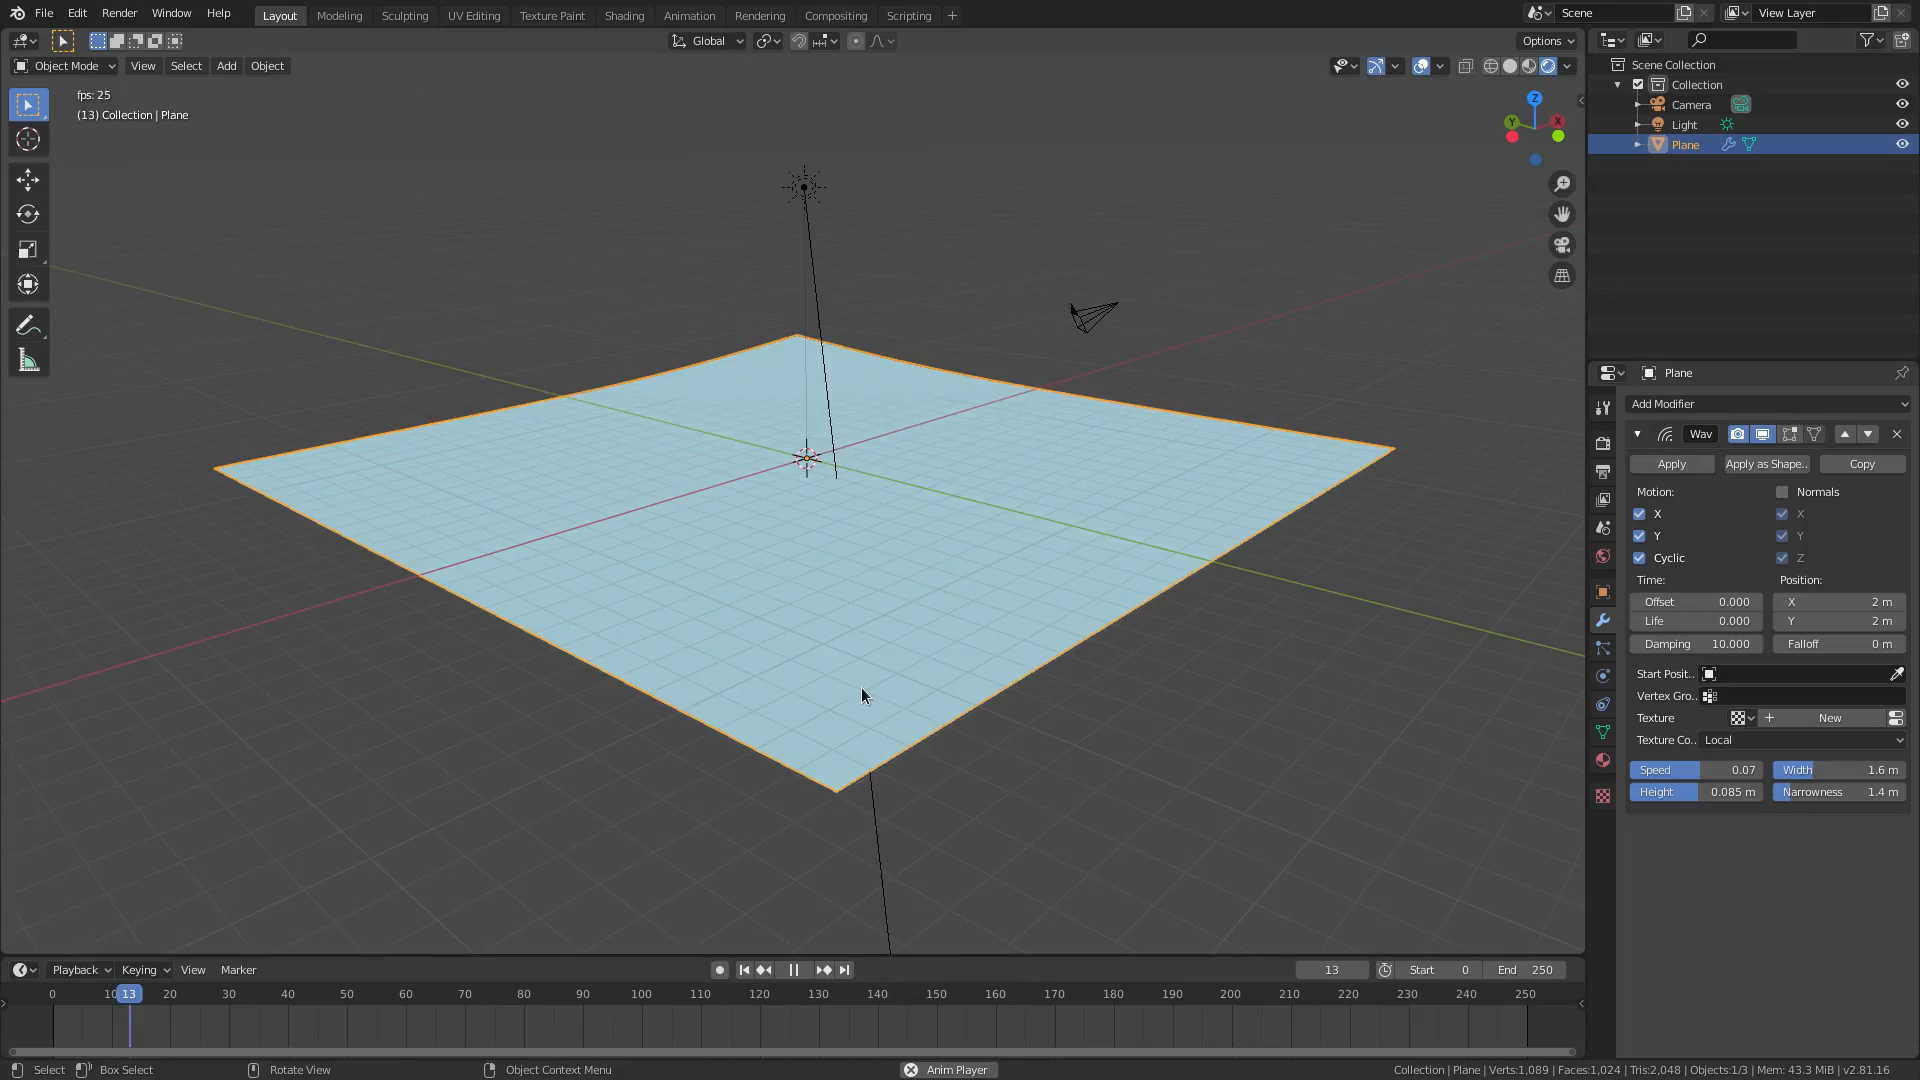 File Edit Render Window Help Layout Modeling Sculpting UV Editing Texture Paint Shading Animation Rendering Compositing Scripting + Scene View Layer
Global Options
Object Mode View Select Add Object
fps: 25
(13) Collection | Plane
Z
Y X
Scene Collection
Collection
Camera
Light
Plane
Plane
Add Modifier
Wav
Apply Apply as Shape.. Copy
Motion: Normals
X X
Y Y
Cyclic Z
Time: Position:
Offset 0.000 X 2 m
Life 0.000 Y 2 m
Damping 10.000 Falloff 0 m
Start Posit..
Vertex Gro..
Texture New
Texture Co.. Local
Speed 0.07 Width 1.6 m
Height 0.085 m Narrowness 1.4 m
Playback Keying View Marker 13 Start 0 End 250
0 10 13 20 30 40 50 60 70 80 90 100 110 120 130 140 150 160 170 180 190 200 210 220 230 240 250
Select Box Select Rotate View Object Context Menu Anim Player Collection | Plane | Verts:1,089 | Faces:1,024 | Tris:2,048 | Objects:1/3 | Mem: 43.3 MiB | v2.81.16